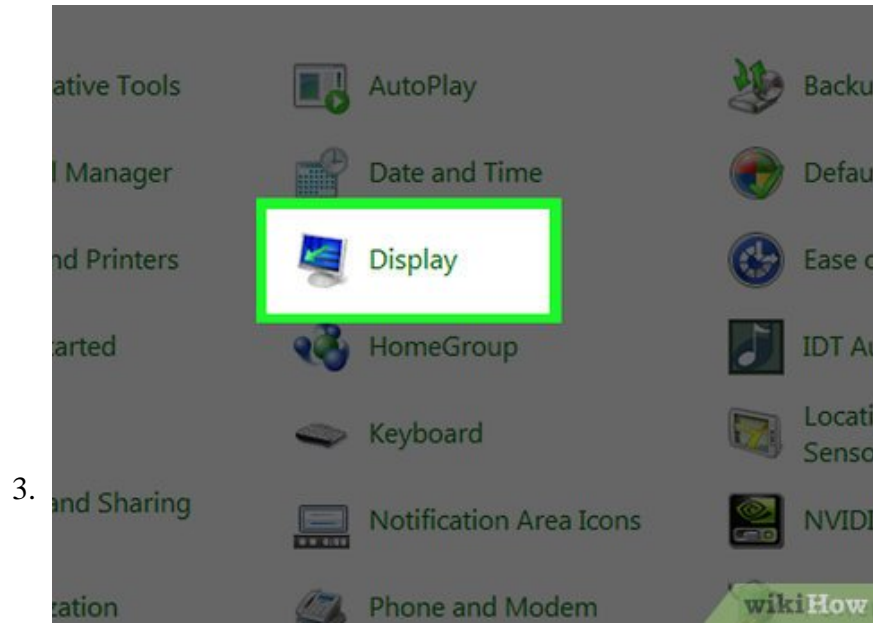 ative Tools
AutoPlay
Backu
l Manager
Date and Time
Defau
nd Printers
Display
Ease o
arted
HomeGroup
IDT Au
Keyboard
Locati
Senso
3.
and Sharing
Notification Area Icons
NVIDI
zation
Phone and Modem
wikiHow